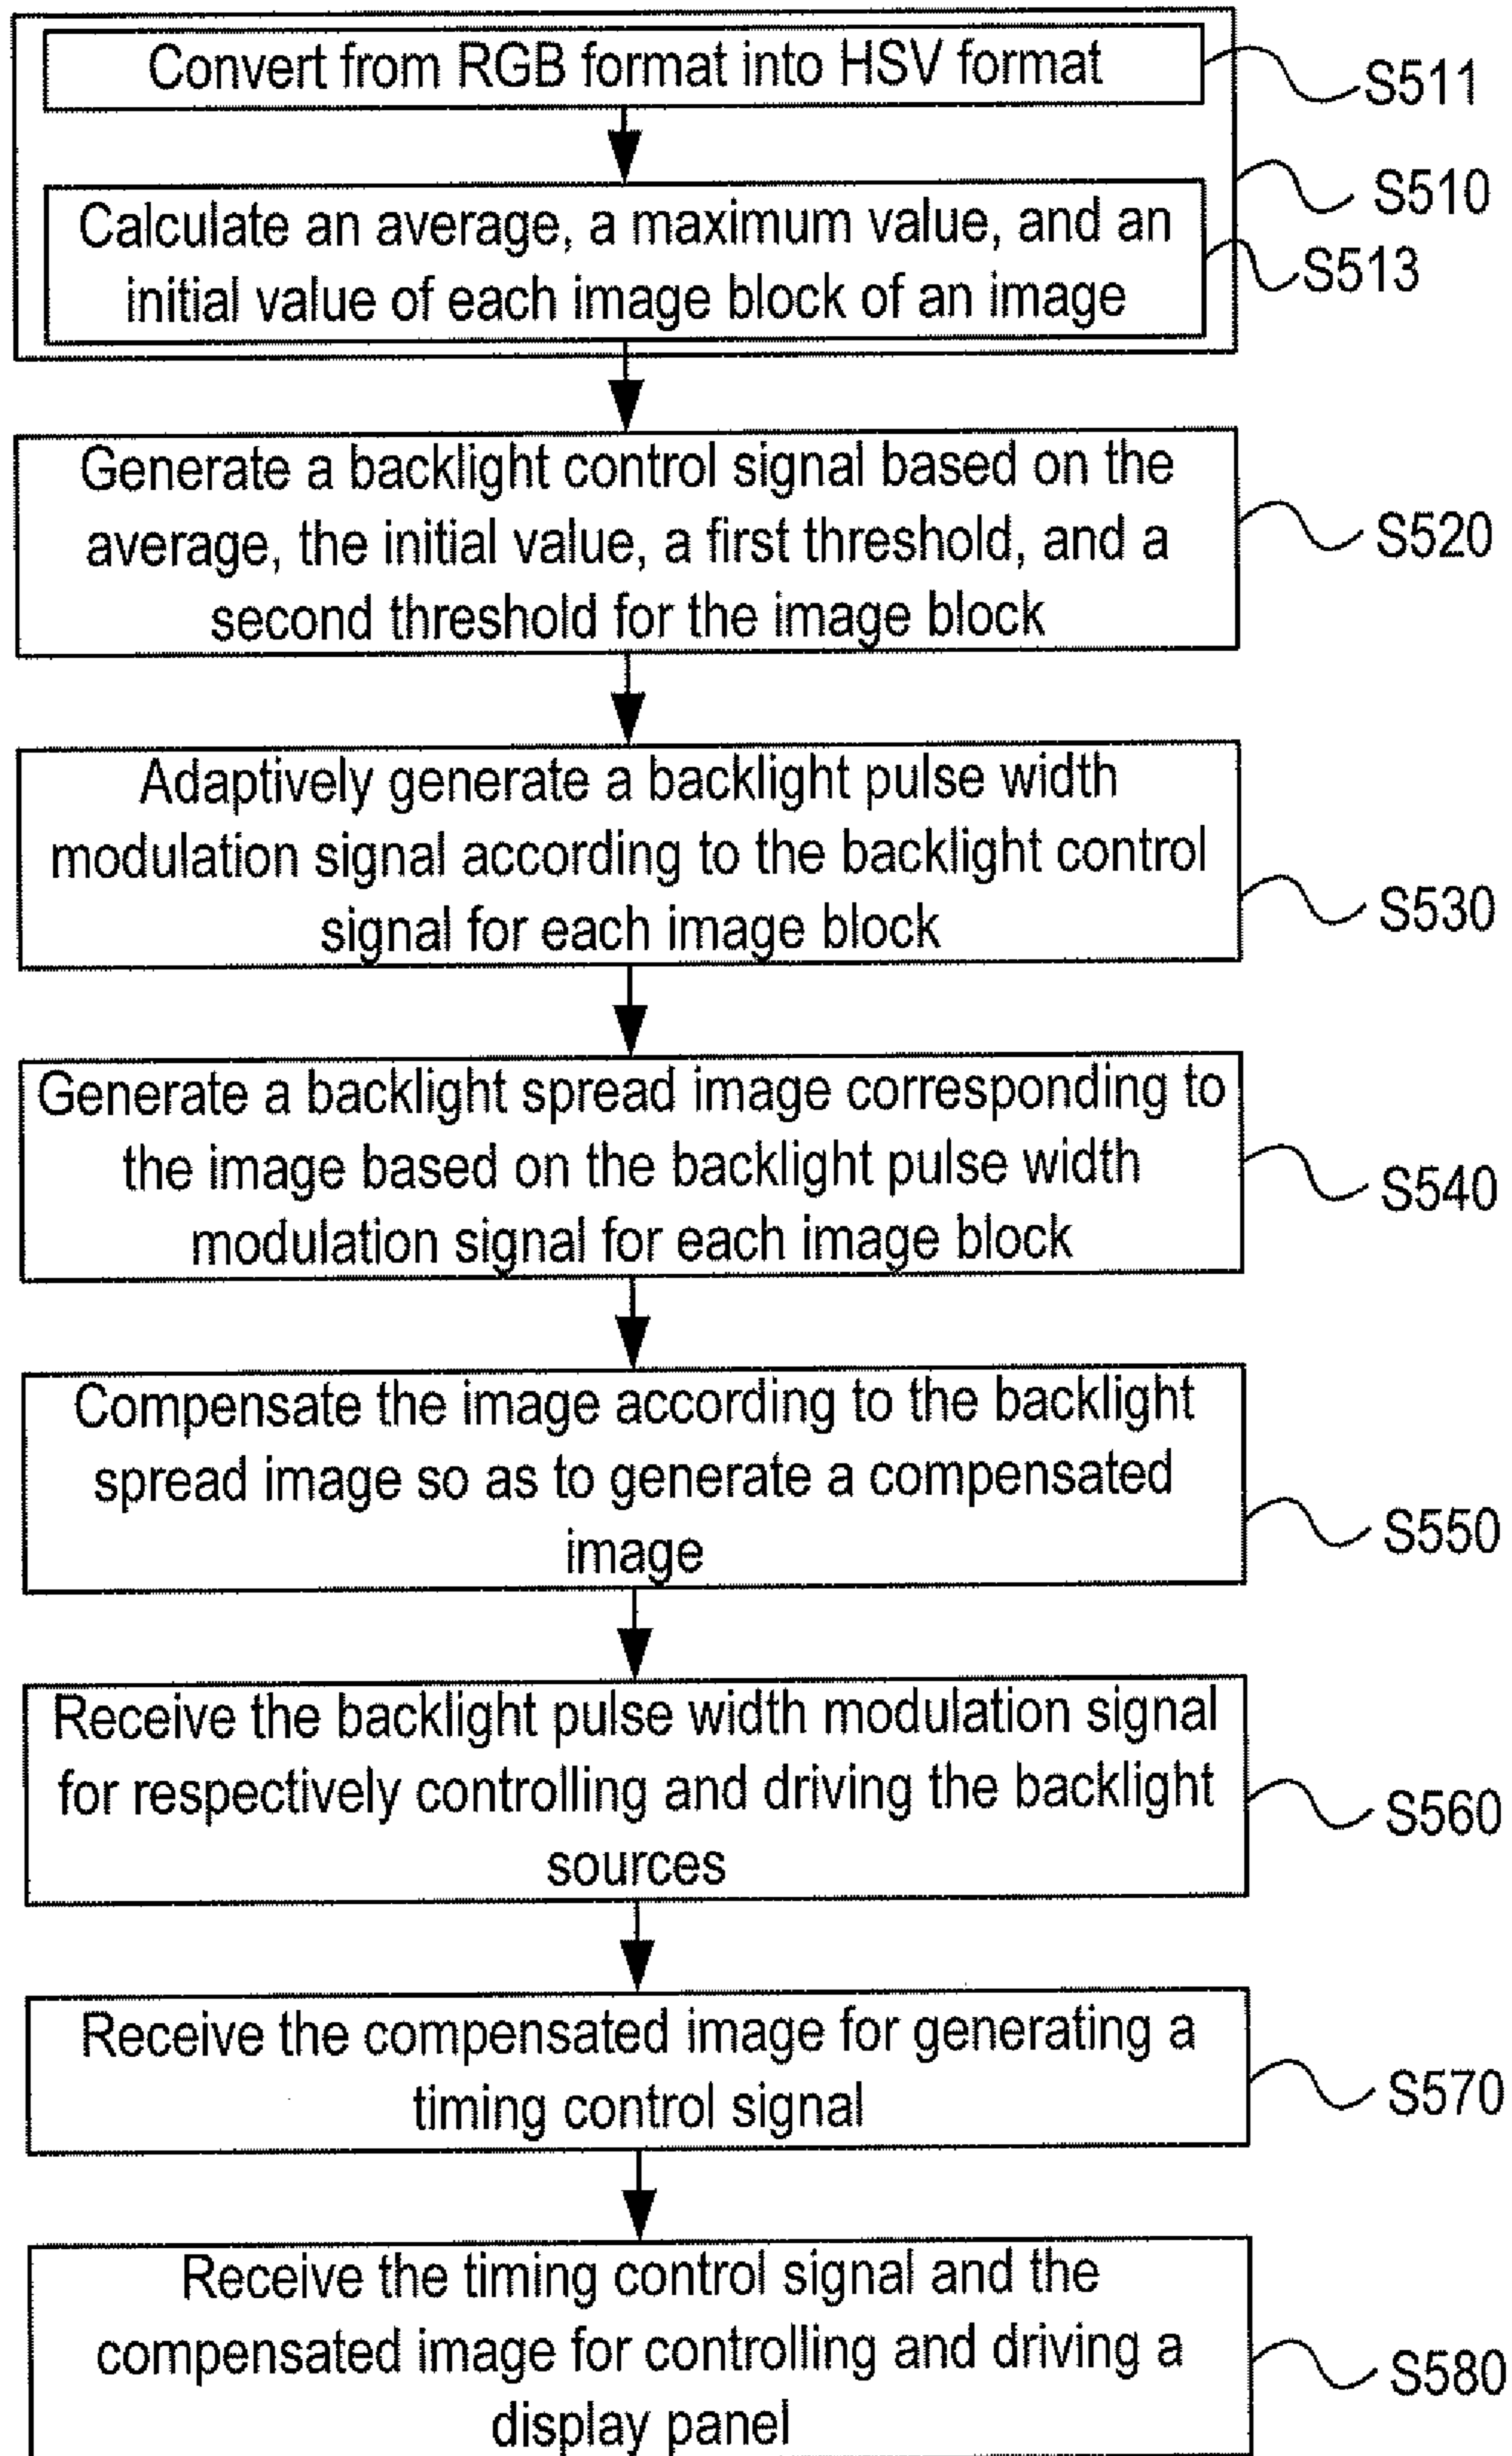 Convert from RGB format into HSV format
S511
S510
Calculate an average, a maximum value, and an
initial value of each image block of an image
S513
Generate a backlight control signal based on the
average, the initial value, a first threshold, and a
second threshold for the image block
S520
Adaptively generate a backlight pulse width
modulation signal according to the backlight control
signal for each image block
S530
Generate a backlight spread image corresponding to
the image based on the backlight pulse width
modulation signal for each image block
S540
Compensate the image according to the backlight
spread image so as to generate a compensated
image
S550
Receive the backlight pulse width modulation signal
for respectively controlling and driving the backlight
sources
S560
Receive the compensated image for generating a
timing control signal
S570
Receive the timing control signal and the
compensated image for controlling and driving a
display panel
S580